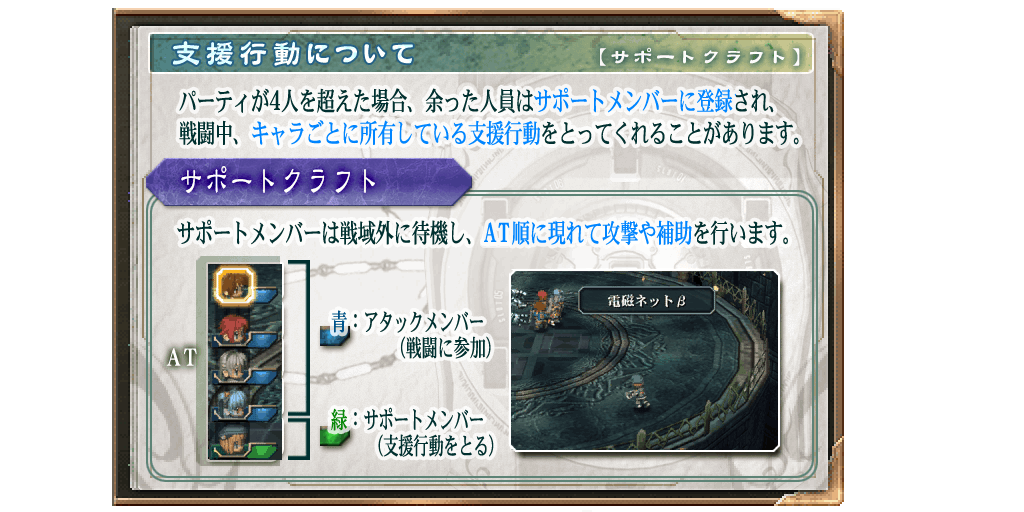 支援行動について
【サポートクラフト】
パーティが4人を超えた場合、余った人員はサポートメンバーに登録され、
戦闘中、キャラごとに所有している支援行動をとってくれることがあります。
サポートクラフト
サポートメンバーは戦域外に待機し、AT順に現れて攻撃や補助を行います。
電磁ネットβ
青：アタックメンバー
（戦闘に参加）
AT
緑：サポートメンバー
（支援行動をとる）